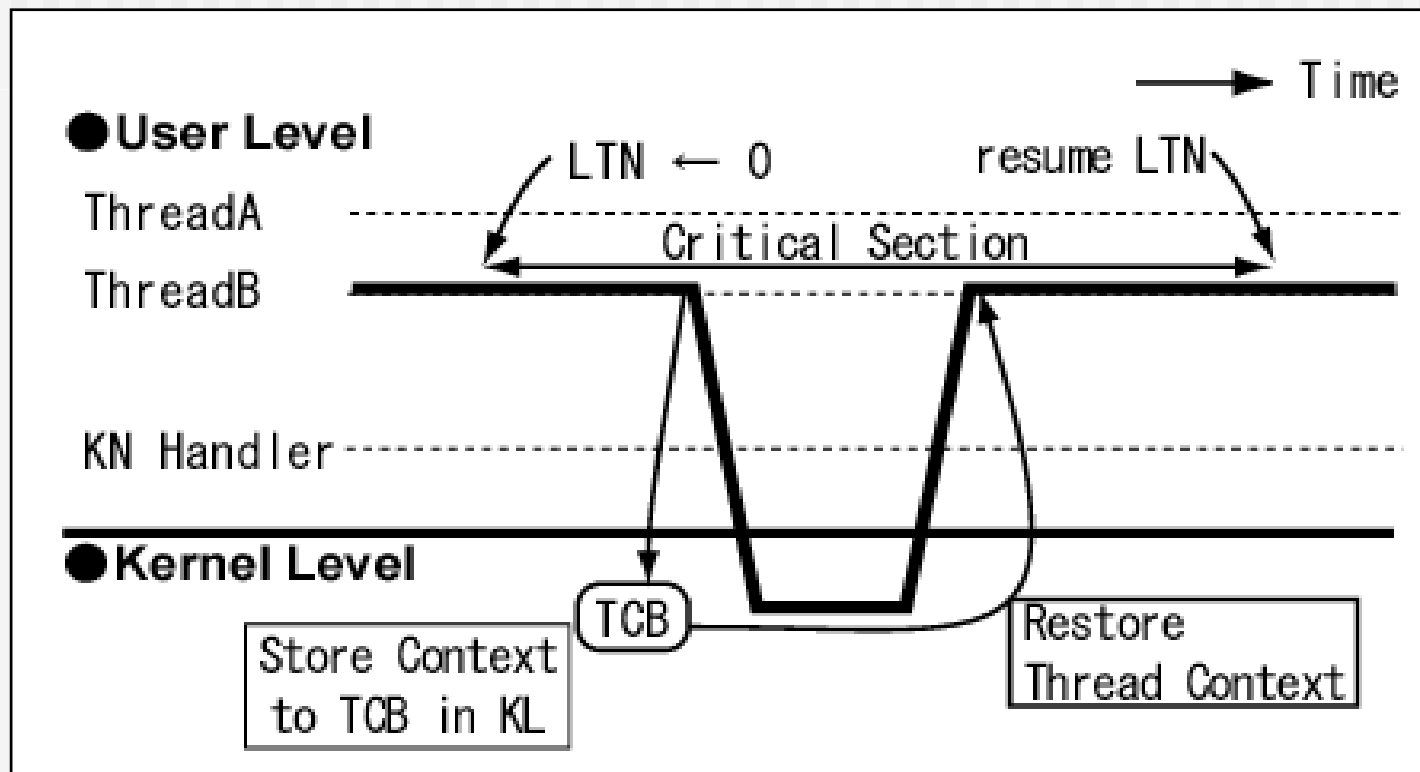 Time
●User Level
LTN ← 0
resume LTN
ThreadA
Critical Section
ThreadB
KN Handler
●Kernel Level
TCB
Store Context
to TCB in KL
Restore
Thread Context